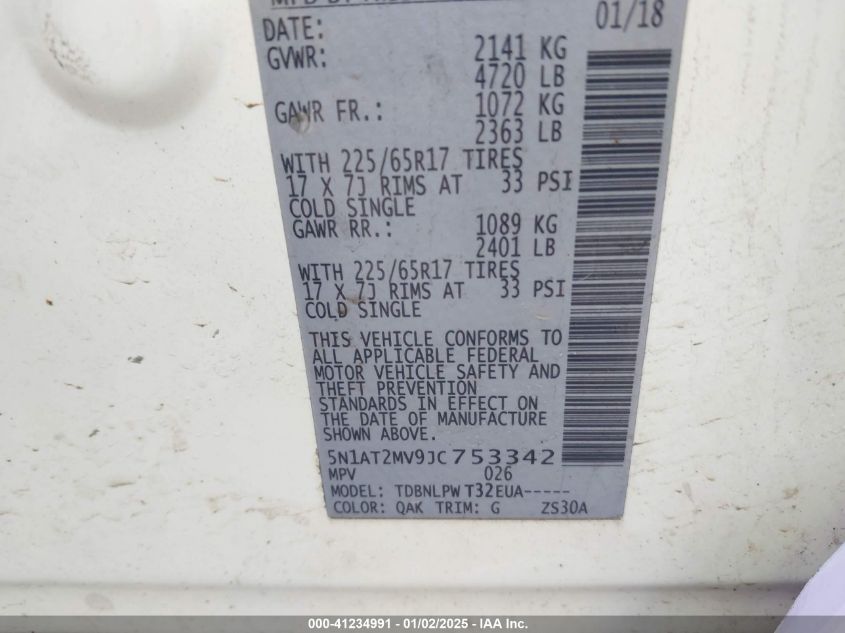 01/18
DATE:
GVWR: 2141 KG
4720 LB
GAWR FR.: 1072 KG
2363 LB
WITH 225/65R17 TIRES
17 X 7J RIMS AT 33 PSI
COLD SINGLE
GAWR RR.: 1089 KG
2401 LB
WITH 225/65R17 TIRES
17 X 7J RIMS AT 33 PSI
COLD SINGLE
THIS VEHICLE CONFORMS TO
ALL APPLICABLE FEDERAL
MOTOR VEHICLE SAFETY AND
THEFT PREVENTION
STANDARDS IN EFFECT ON
THE DATE OF MANUFACTURE
SHOWN ABOVE.
5N1AT2MV9JC753342
MPV 026
MODEL: TDBNLPW T32EUA-----
COLOR: QAK TRIM: G ZS30A
000-41234991 - 01/02/2025 - IAA Inc.